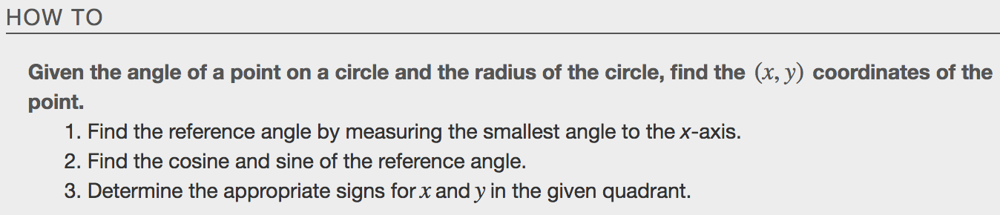 HOW TO
Given the angle of a point on a circle and the radius of the circle, find the (x, y) coordinates of the
point.
1. Find the reference angle by measuring the smallest angle to the x-axis.
2. Find the cosine and sine of the reference angle.
3. Determine the appropriate signs for x and y in the given quadrant.